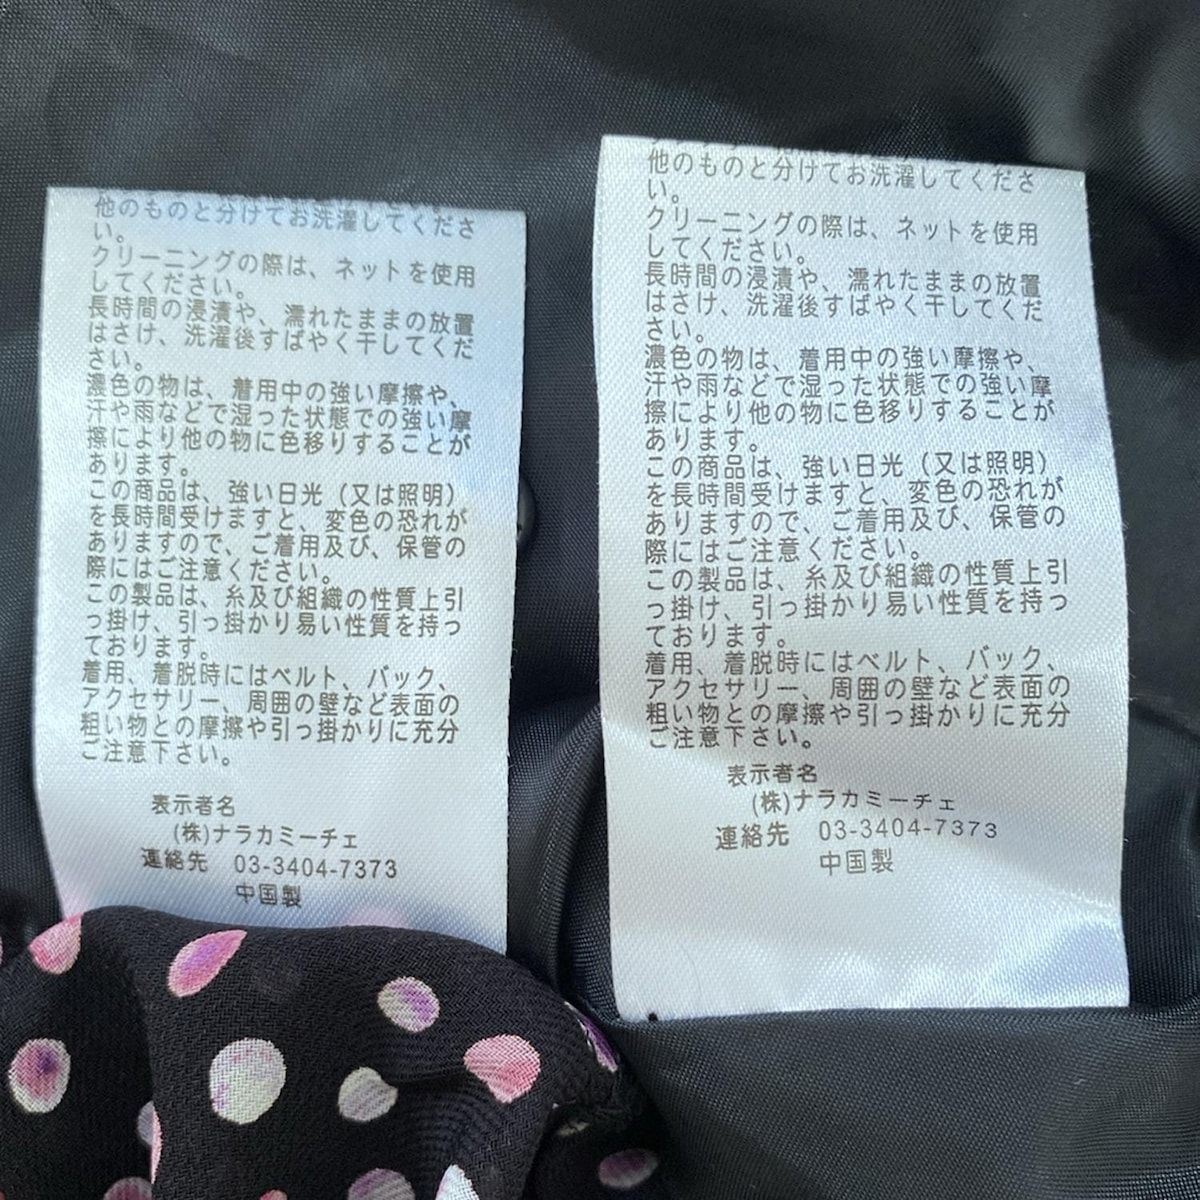 他のものと分けてお洗濯してくださ
い。
クリーニングの際は、ネットを使用
してください。
長時間の浸漬や、濡れたままの放置
はさけ、洗濯後すばやく干してくだ
さい。
濃色の物は、着用中の強い摩擦や、
汗や雨などで湿った状態での強い摩
擦により他の物に色移りすることが
あります。
この商品は、強い日光（又は照明）
を長時間受けますと、変色の恐れが
ありますので、ご着用及び、保管の
際にはご注意ください。
この製品は、糸及び組織の性質上引
っ掛け、引っ掛かり易い性質を持っ
ております。
着用、着脱時にはベルト、バック、
アクセサリー、周囲の壁など表面の
粗い物との摩擦や引っ掛かりに充分
ご注意下さい。
表示者名
(株)ナラカミーチェ
連絡先 03-3404-7373
中国製
他のものと分けてお洗濯してくださ
い。
クリーニングの際は、ネットを使用
してください。
長時間の浸漬や、濡れたままの放置
はさけ、洗濯後すばやく干してくだ
さい。
濃色の物は、着用中の強い摩擦や、
汗や雨などで湿った状態での強い摩
擦により他の物に色移りすることが
あります。
この商品は、強い日光（又は照明）
を長時間受けますと、変色の恐れが
ありますので、ご着用及び、保管の
際にはご注意ください。
この製品は、糸及び組織の性質上引
っ掛け、引っ掛かり易い性質を持っ
ております。
着用、着脱時にはベルト、バック、
アクセサリー、周囲の壁など表面の
粗い物との摩擦や引っ掛かりに充分
ご注意下さい。
表示者名
(株)ナラカミーチェ
連絡先 03-3404-7373
中国製